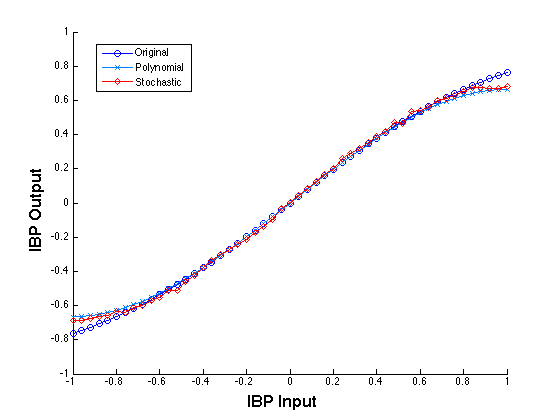 1
0.8
0.6
0.4
0.2
0
-0.2
-0.4
-0.6
-0.8
-1
IBP Output
Original
Polynomial
Stochastic
-1 -0.8 -0.6 -0.4 -0.2 0 0.2 0.4 0.6 0.8 1
IBP Input